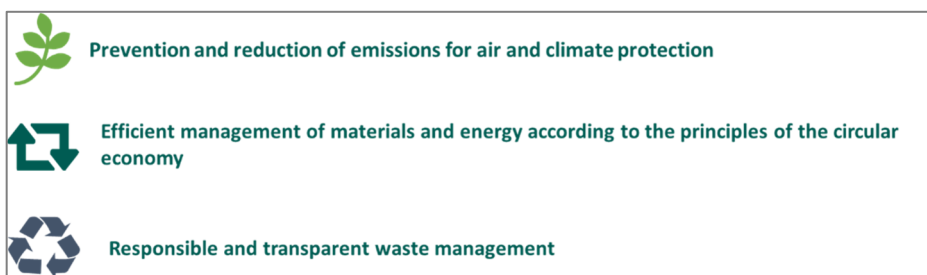 Prevention and reduction of emissions for air and climate protection
Efficient management of materials and energy according to the principles of the circular
economy
Responsible and transparent waste management